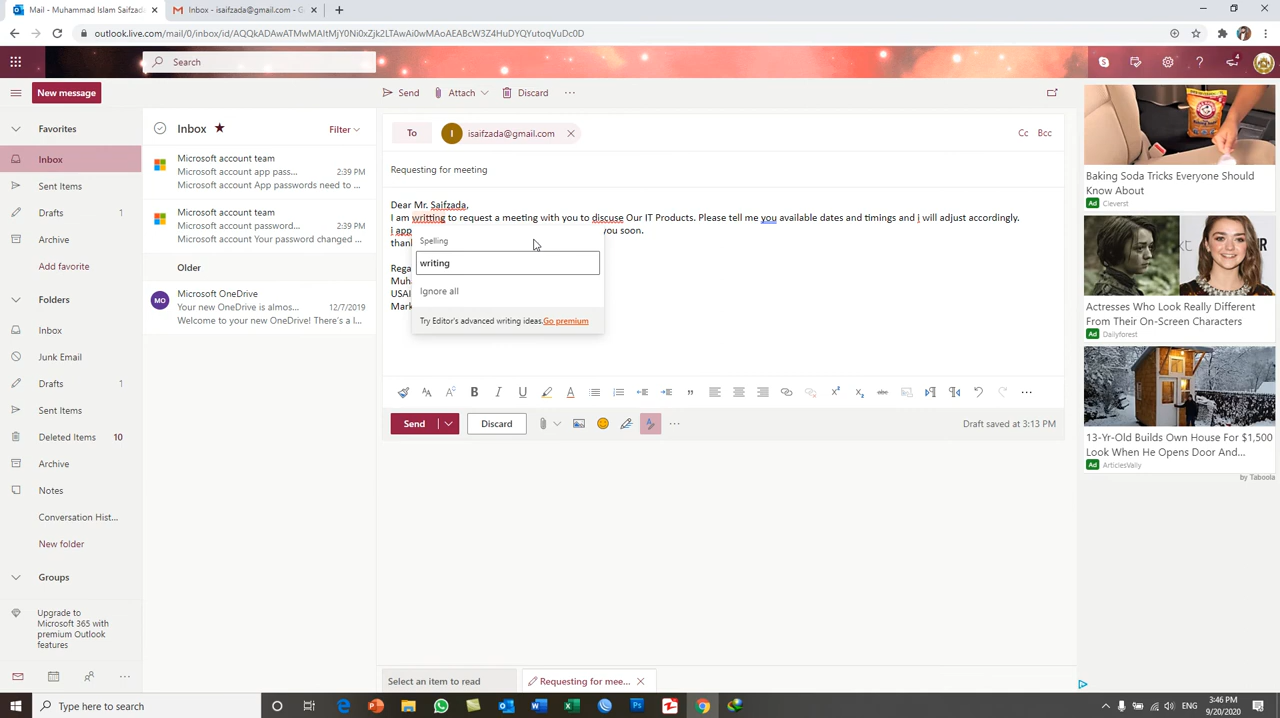 Mail - Muhammad Islam Saifzada
Inbox - isaifzada@gmail.com - G
outlook.live.com/mail/0/inbox/id/
Search
New message
Send
Attach
Discard
Favorites
Inbox
Sent Items
Drafts 1
Archive
Add favorite
Folders
Inbox
Junk Email
Drafts 1
Sent Items
Deleted Items 10
Archive
Notes
Conversation Hist...
New folder
Groups
Upgrade to
Microsoft 365 with
premium Outlook
features
Inbox
Filter
Microsoft account team
Microsoft account app pass... 2:39 PM
Microsoft account App passwords need to ...
Microsoft account team
Microsoft account password... 2:39 PM
Microsoft account Your password changed ...
Older
MO
Microsoft OneDrive
Your new OneDrive is almos... 12/7/2019
Welcome to your new OneDrive! There's a l...
To
I
isaifzada@gmail.com
Cc Bcc
Requesting for meeting
Dear Mr. Saifzada,
I am writting to request a meeting with you to discuse Our IT Products. Please tell me you available dates and timings and i will adjust accordingly.
i app
you soon.
than
Rega
Muh
USAI
Mark
Spelling
writing
Ignore all
Try Editor's advanced writing ideas. Go premium
Send
Discard
Draft saved at 3:13 PM
Select an item to read
Requesting for mee...
Baking Soda Tricks Everyone Should
Know About
Ad Cleverst
Actresses Who Look Really Different
From Their On-Screen Characters
Ad Dailyforest
13-Yr-Old Builds Own House For $1,500
Look When He Opens Door And...
Ad ArticlesVally
by Taboola
Type here to search
3:46 PM
9/20/2020